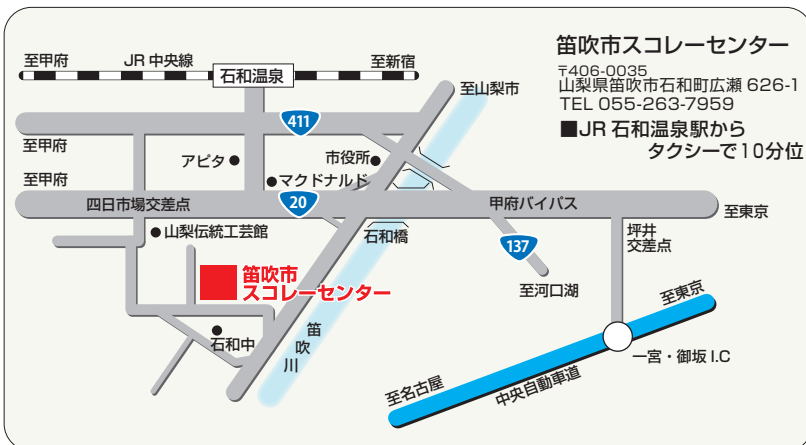 至甲府
JR 中央線
至新宿
石和温泉
笛吹市スコレーセンター
〒406-0035
山梨県笛吹市石和町広瀬 626-1
TEL 055-263-7959
■JR 石和温泉駅から
タクシーで10分位
至山梨市
411
至甲府
アピタ
市役所
至甲府
マクドナルド
四日市場交差点
20
甲府バイパス
至東京
山梨伝統工芸館
石和橋
137
坪井
交差点
笛吹市
スコレーセンター
至河口湖
至東京
石和中
笛吹川
一宮・御坂 I.C
至名古屋
中央自動車道